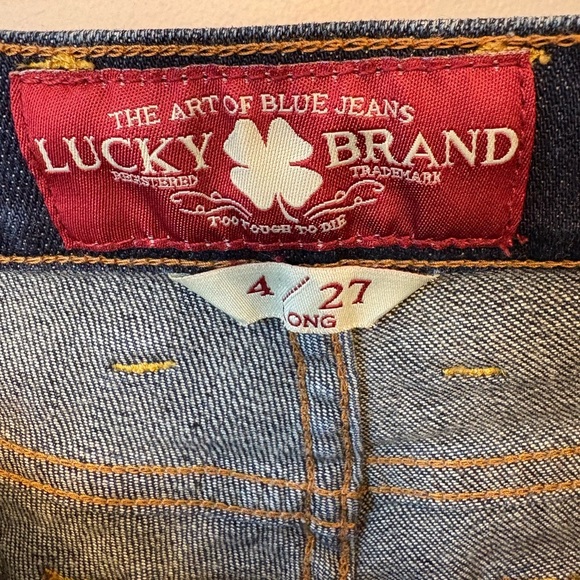 THE ART OF BLUE JEANS
LUCKY BRAND
REGISTERED TRADEMARK
TOO TOUGH TO DIE
4/27
ONG